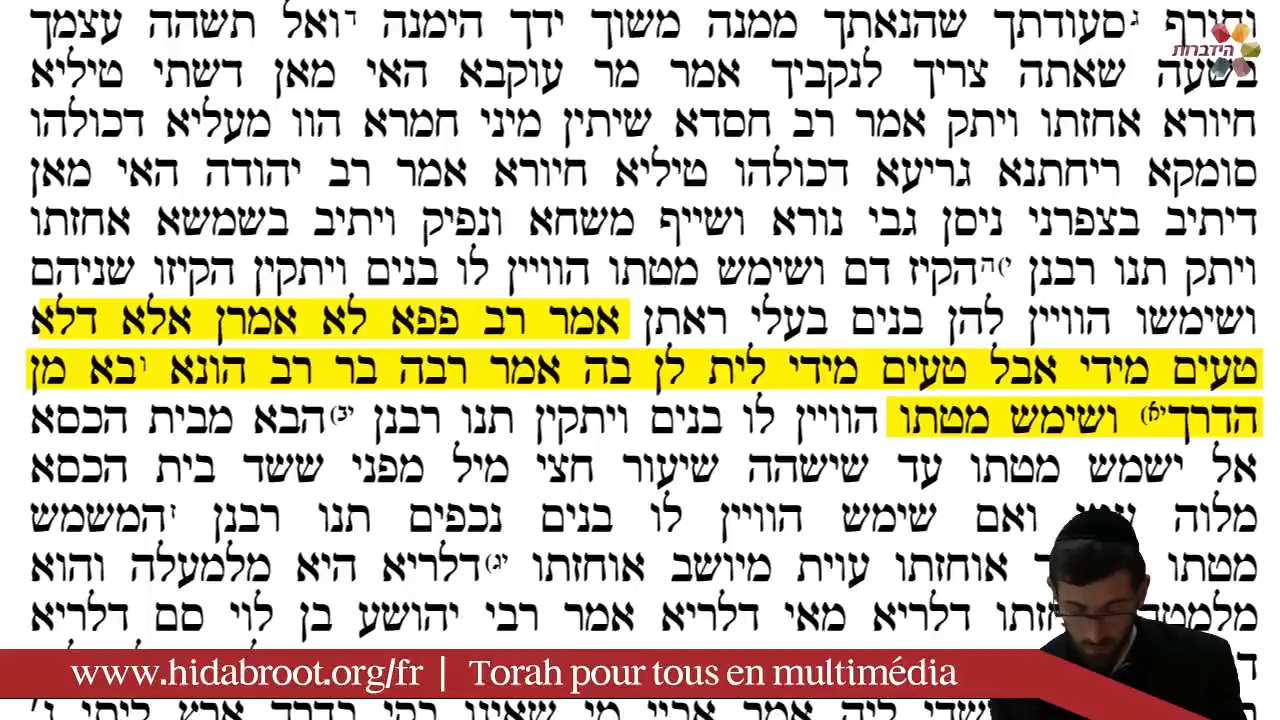 וחורף ג סעודתך שהנאתך ממנה משוך ידך הימנה ד ואל תשהה עצמך
בשעה שאתה צריך לנקביך אמר מר עוקבא האי מאן דשתי טיליא
חיורא אחזתו ויתק אמר רב חסדא שיתין מיני חמרא הוו מעליא דכולהו
סומקא ריחתנא גריעא דכולהו טיליא חיורא אמר רב יהודה האי מאן
דיתיב בצפרני ניסן גבי נורא ושייף משחא ונפיק ויתיב בשמשא אחזתו
ויתק תנו רבנן י) ה הקיז דם ושימש מטתו הוויין לו בנים ויתקין הקיזו שניהם
ושימשו הוויין להן בנים בעלי ראתן אמר רב פפא לא אמרן אלא דלא
טעים מידי אבל טעים מידי לית לן בה אמר רבה בר רב הונא ו בא מן
הדרך יא) ושימש מטתו הוויין לו בנים ויתקין תנו רבנן יב) הבא מבית הכסא
אל ישמש מטתו עד שישהה שיעור חצי מיל מפני ששד בית הכסא
מלוה ואם שימש הוויין לו בנים נכפים תנו רבנן ז המשמש
מטתו אוחזתו עוית מיושב אוחזתו יג) דלריא היא מלמעלה והוא
דלריא מאי דלריא אמר רבי יהושע בן לוי סם דלריא
www.hidabroot.org/fr | Torah pour tous en multimédia
הידברות